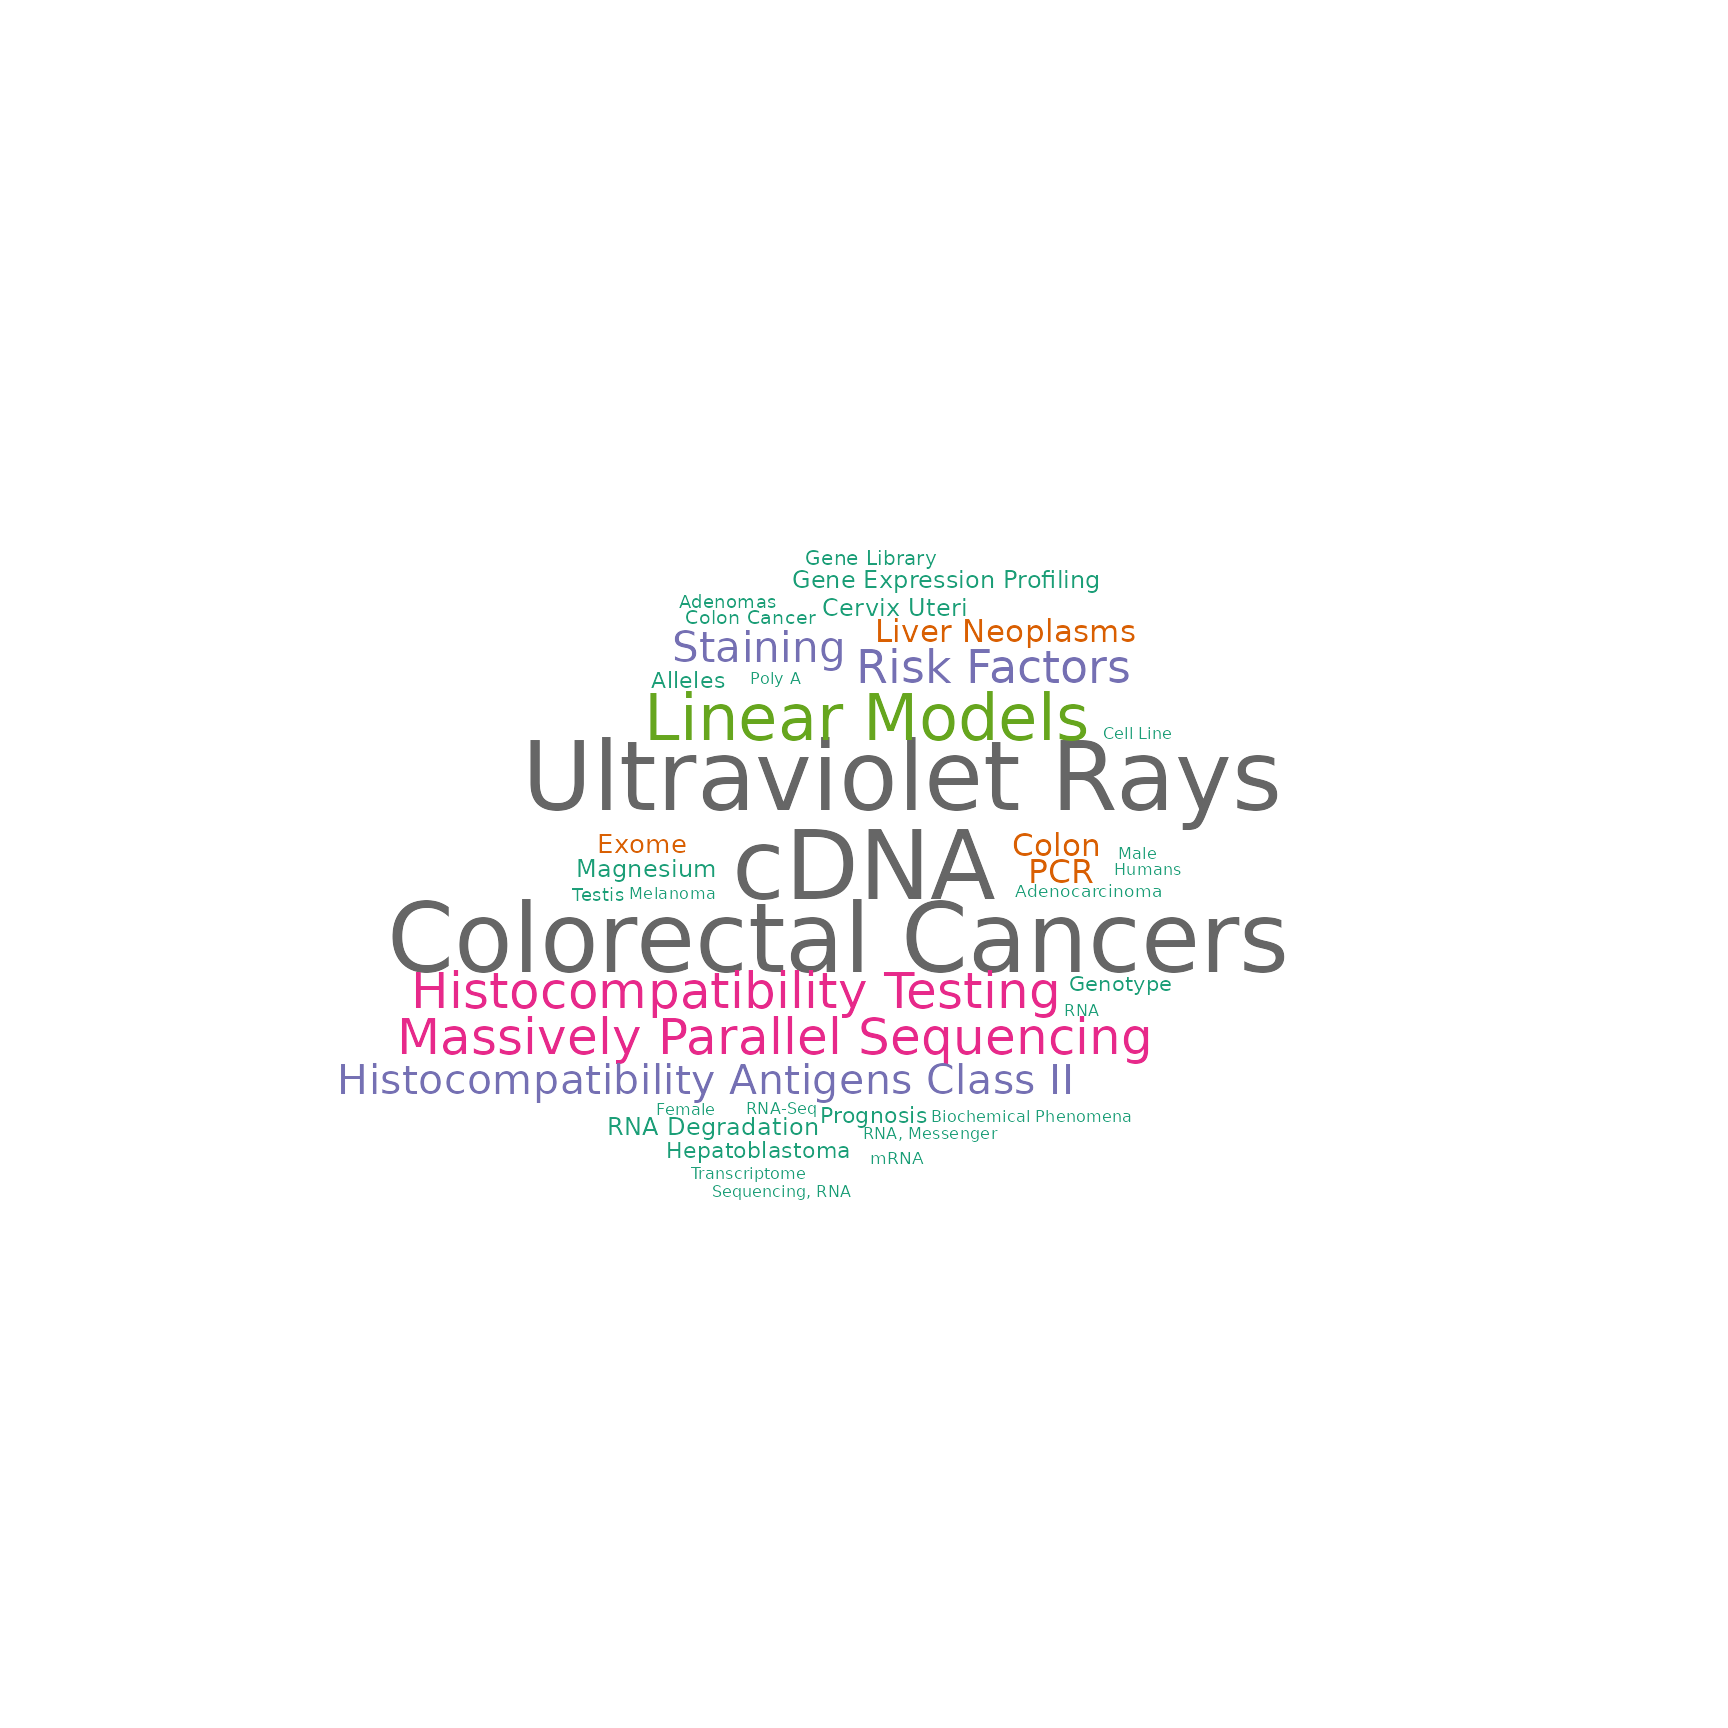 Gene Library
Gene Expression Profiling
Adenomas
Cervix Uteri
Colon Cancer
Liver Neoplasms
Staining
Risk Factors
Alleles
Poly A
Linear Models
Cell Line
Ultraviolet Rays
Exome
cDNA
Colon
Male
Magnesium
PCR
Humans
Testis
Melanoma
Adenocarcinoma
Colorectal Cancers
Histocompatibility Testing
Genotype
RNA
Massively Parallel Sequencing
Histocompatibility Antigens Class II
Female
RNA-Seq
Prognosis
Biochemical Phenomena
RNA Degradation
RNA, Messenger
Hepatoblastoma
mRNA
Transcriptome
Sequencing, RNA